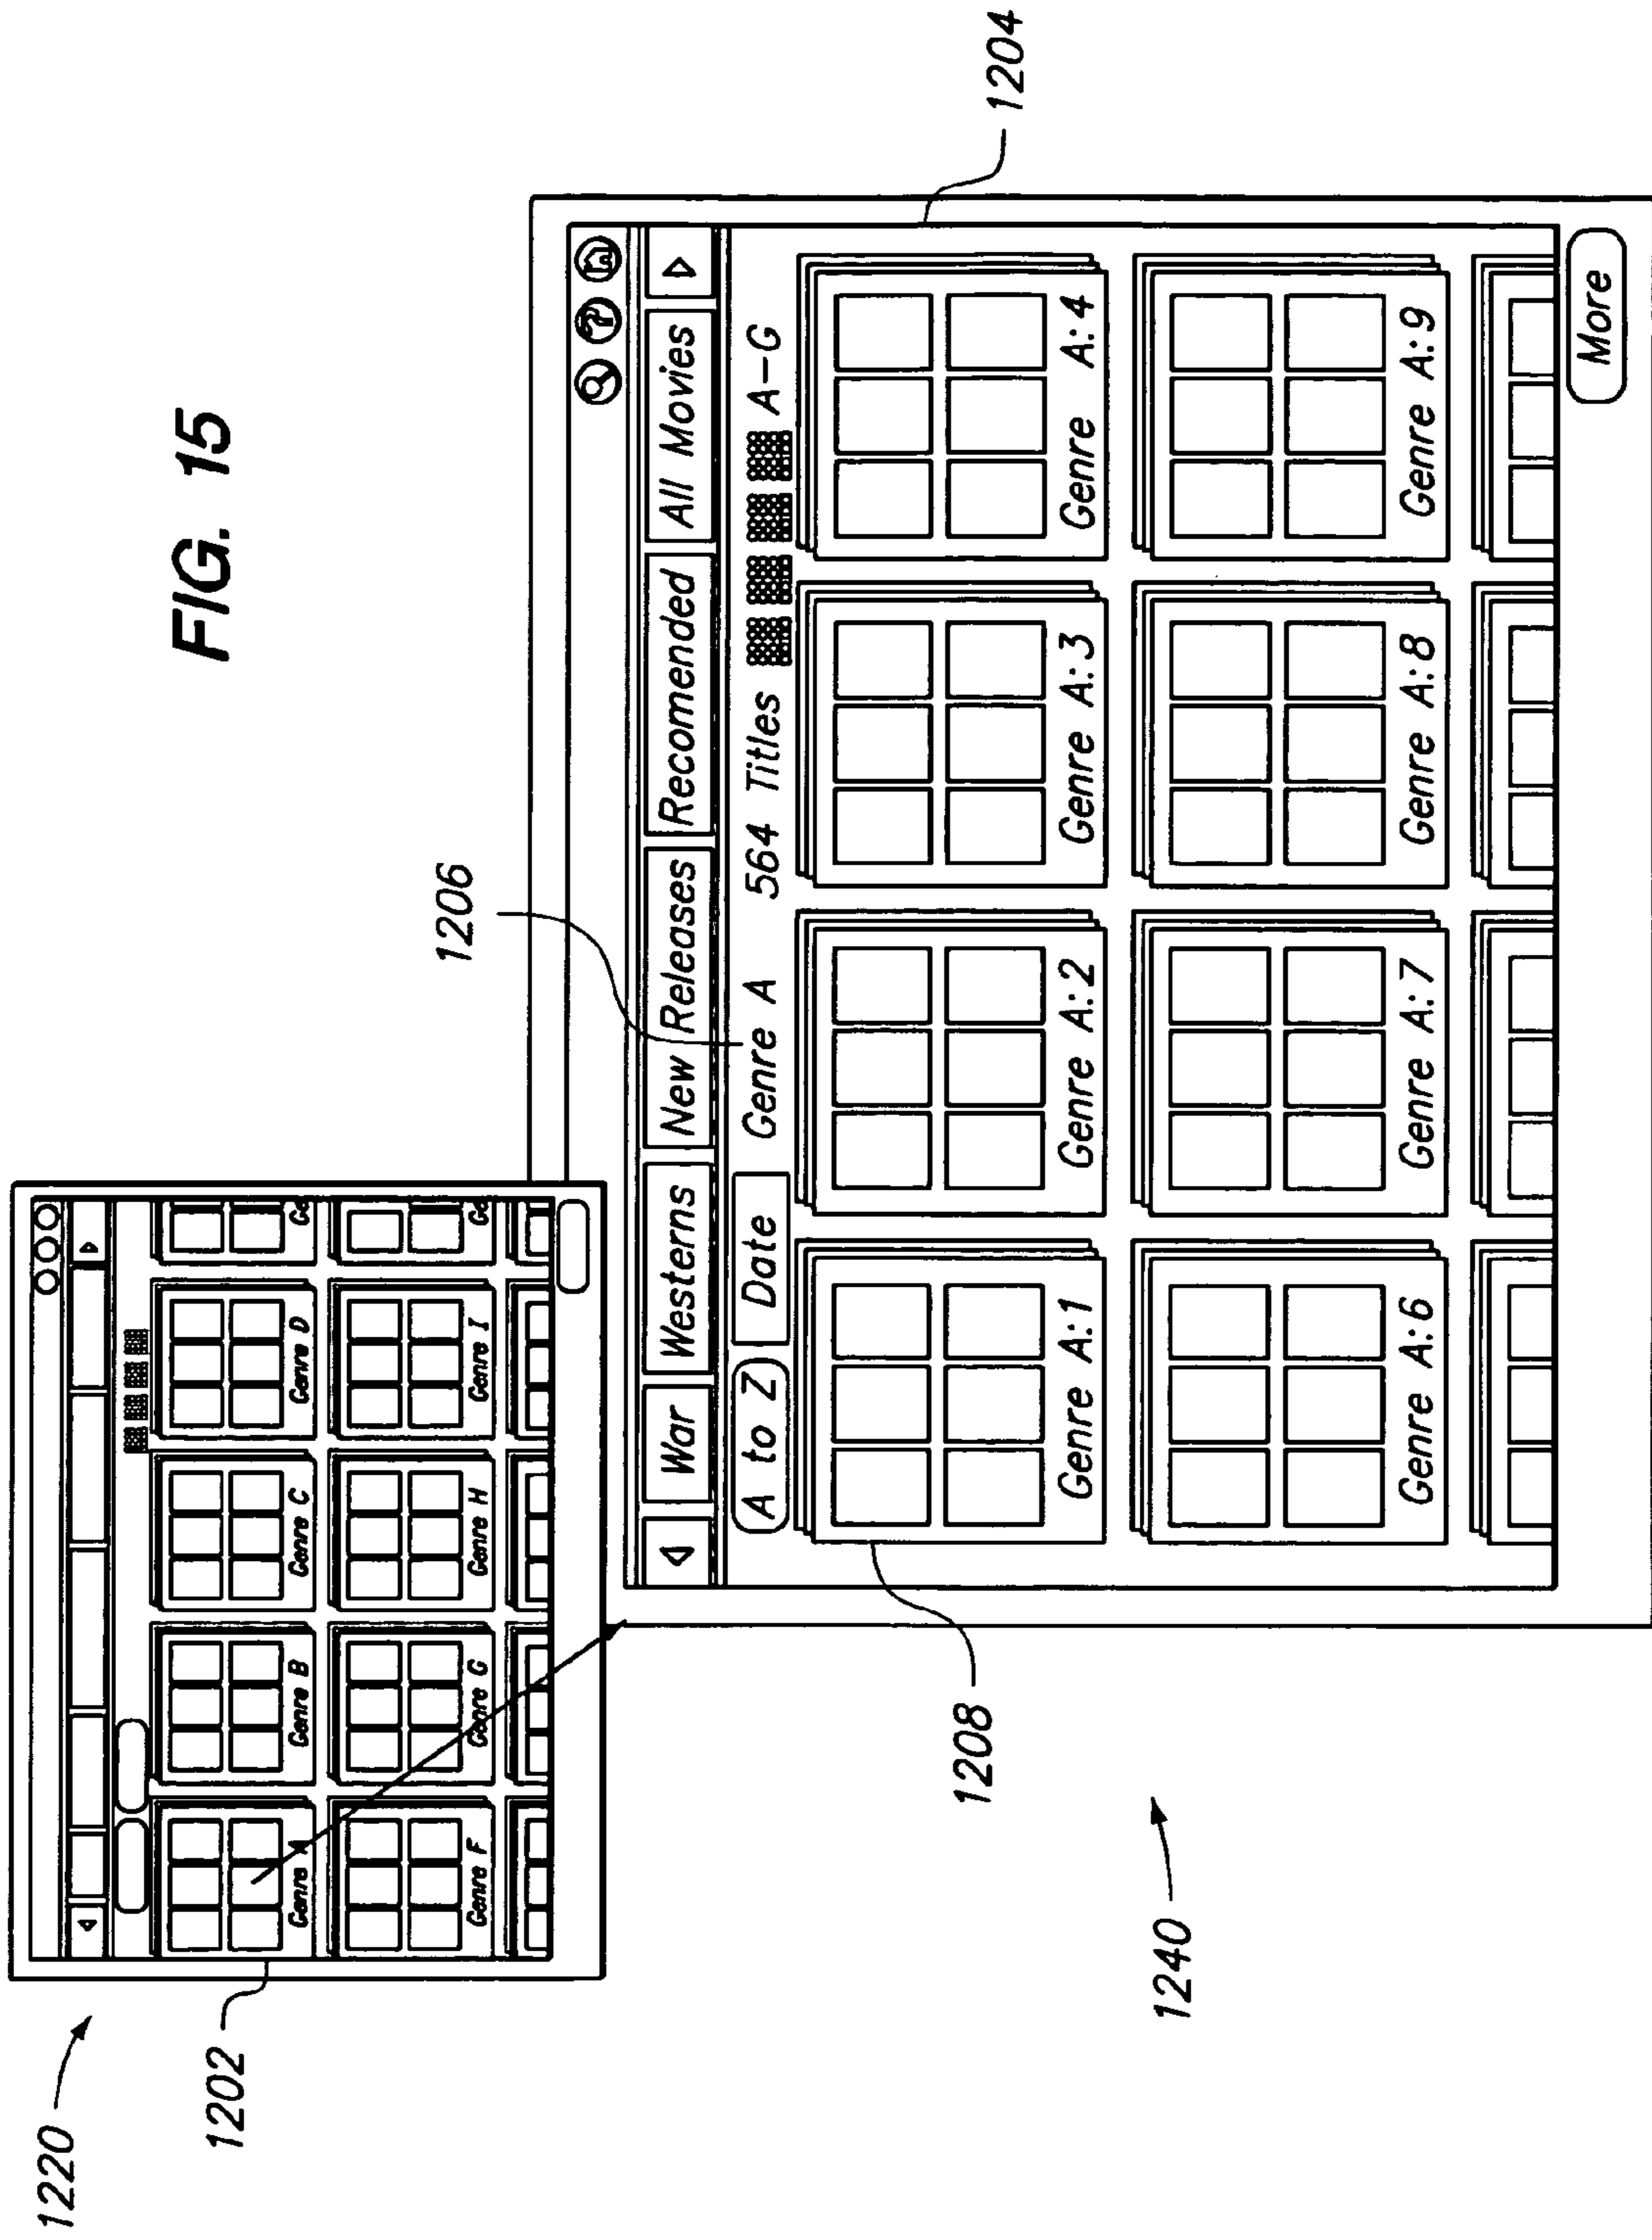 FIG. 15
1220
1202
Genre A
Genre B
Genre C
Genre D
Ge
Genre F
Genre G
Genre H
Genre I
Ge
1206
1204
War
Westerns
New Releases
Recomended
All Movies
A to Z
Date
Genre A
564 Titles
A-G
Genre A:1
Genre A:2
Genre A:3
Genre A:4
Genre A:6
Genre A:7
Genre A:8
Genre A:9
More
1208
1240